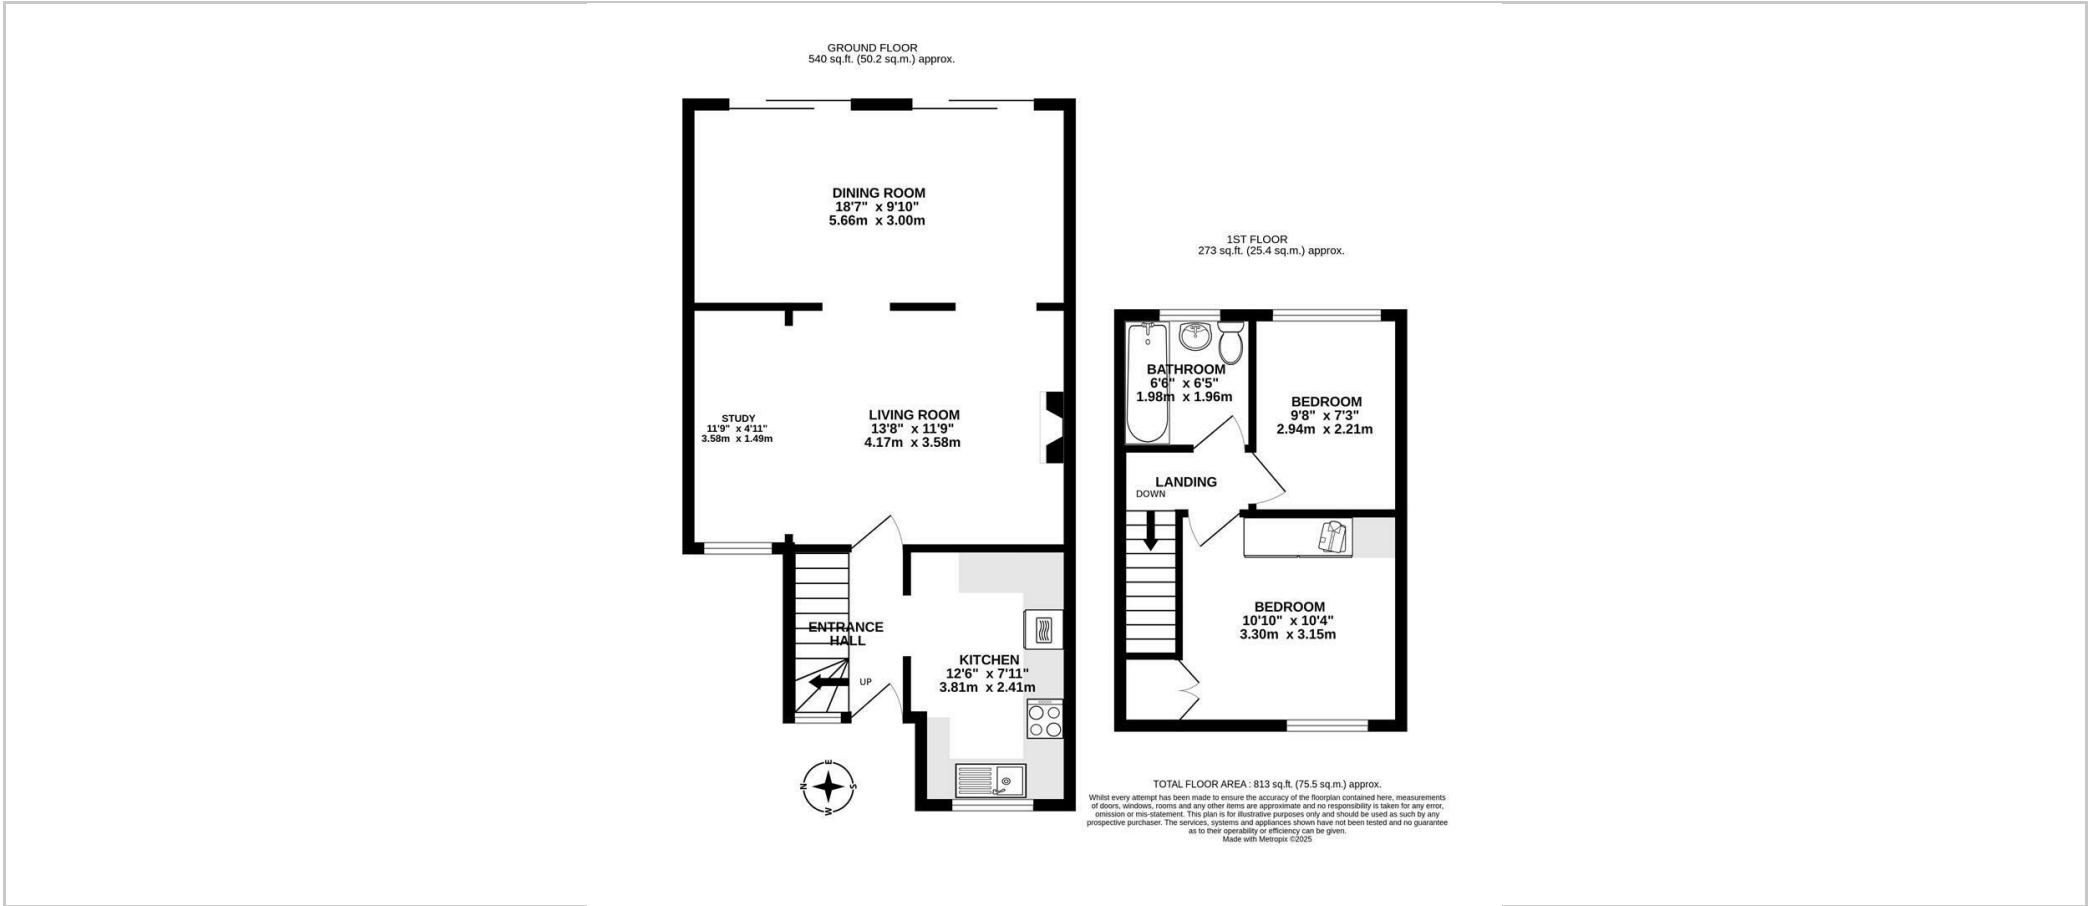 GROUND FLOOR
540 sq.ft. (50.2 sq.m.) approx.
DINING ROOM
18'7" x 9'10"
5.66m x 3.00m
STUDY
11'9" x 4'11"
3.58m x 1.49m
LIVING ROOM
13'8" x 11'9"
4.17m x 3.58m
ENTRANCE
HALL
UP
KITCHEN
12'6" x 7'11"
3.81m x 2.41m
E
N
S
W
1ST FLOOR
273 sq.ft. (25.4 sq.m.) approx.
BATHROOM
6'6" x 6'5"
1.98m x 1.96m
BEDROOM
9'8" x 7'3"
2.94m x 2.21m
LANDING
DOWN
BEDROOM
10'10" x 10'4"
3.30m x 3.15m
TOTAL FLOOR AREA : 813 sq.ft. (75.5 sq.m.) approx.
Whilst every attempt has been made to ensure the accuracy of the floorplan contained here, measurements
of doors, windows, rooms and any other items are approximate and no responsibility is taken for any error,
omission or mis-statement. This plan is for illustrative purposes only and should be used as such by any
prospective purchaser. The services, systems and appliances shown have not been tested and no guarantee
as to their operability or efficiency can be given.
Made with Metropix ©2025